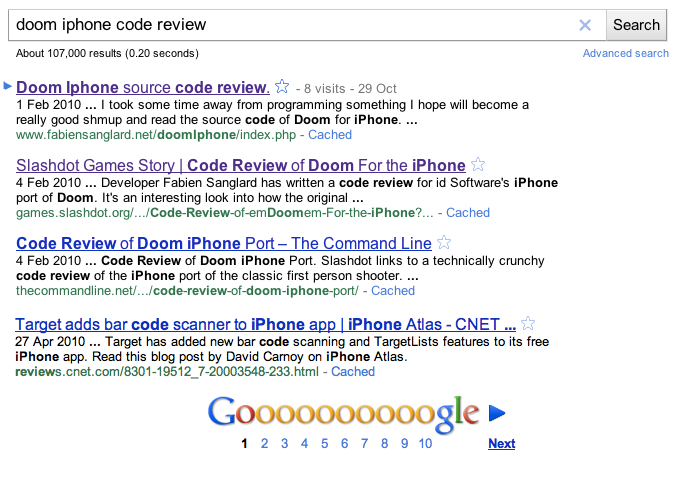 doom iphone code review
Search
About 107,000 results (0.20 seconds)
Advanced search
Doom Iphone source code review. - 8 visits - 29 Oct
1 Feb 2010 ... I took some time away from programming something I hope will become a
really good shmup and read the source code of Doom for iPhone. ...
www.fabiensanglard.net/doomIphone/index.php - Cached
Slashdot Games Story | Code Review of Doom For the iPhone
4 Feb 2010 ... Developer Fabien Sanglard has written a code review for id Software's iPhone
port of Doom. It's an interesting look into how the original ...
games.slashdot.org/.../Code-Review-of-emDoomem-For-the-iPhone?... - Cached
Code Review of Doom iPhone Port – The Command Line
4 Feb 2010 ... Code Review of Doom iPhone Port. Slashdot links to a technically crunchy
code review of the iPhone port of the classic first person shooter. ...
thecommandline.net/.../code-review-of-doom-iphone-port/ - Cached
Target adds bar code scanner to iPhone app | iPhone Atlas - CNET ...
27 Apr 2010 ... Target has added new bar code scanning and TargetLists features to its free
iPhone app. Read this blog post by David Carnoy on iPhone Atlas.
reviews.cnet.com/8301-19512_7-20003548-233.html - Cached
Goooooooooogle
1 2 3 4 5 6 7 8 9 10 Next